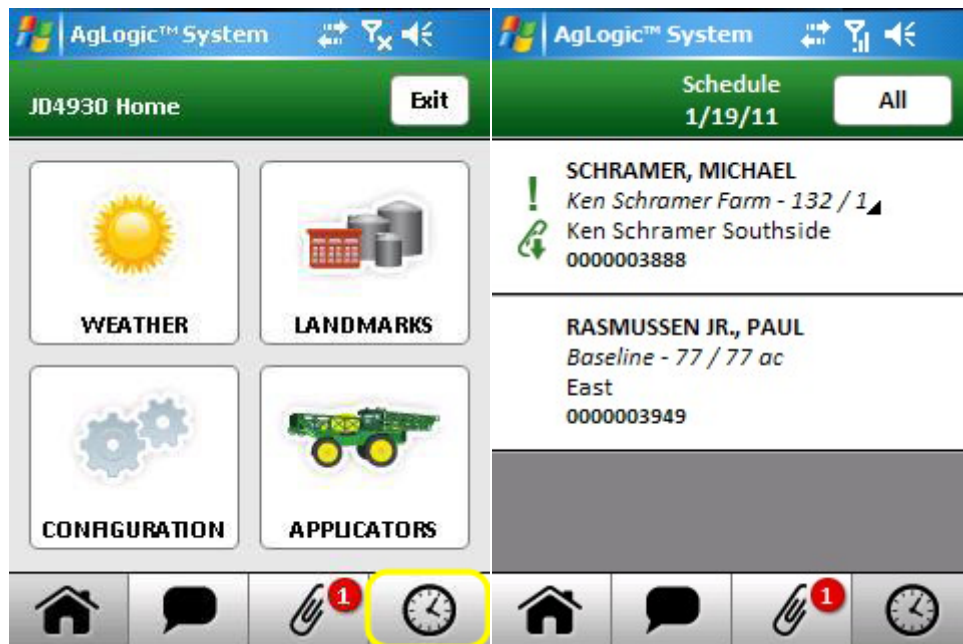 AgLogic™ System
JD4930 Home
Exit
WEATHER
LANDMARKS
CONFIGURATION
APPLICATORS
1
AgLogic™ System
Schedule
1/19/11
All
SCHRAMER, MICHAEL
Ken Schramer Farm - 132 / 1
Ken Schramer Southside
0000003888
RASMUSSEN JR., PAUL
Baseline - 77 / 77 ac
East
0000003949
1